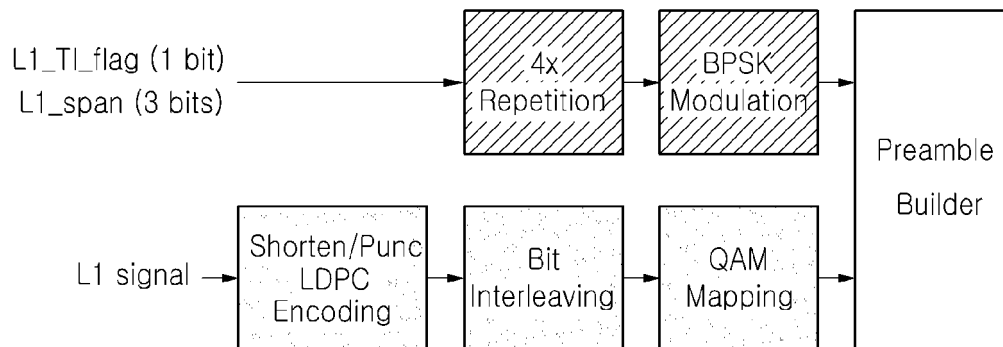 L1_TI_flag (1 bit)
L1_span (3 bits)
4x
Repetition
BPSK
Modulation
Preamble
Builder
L1 signal
Shorten/Punc
LDPC
Encoding
Bit
Interleaving
QAM
Mapping